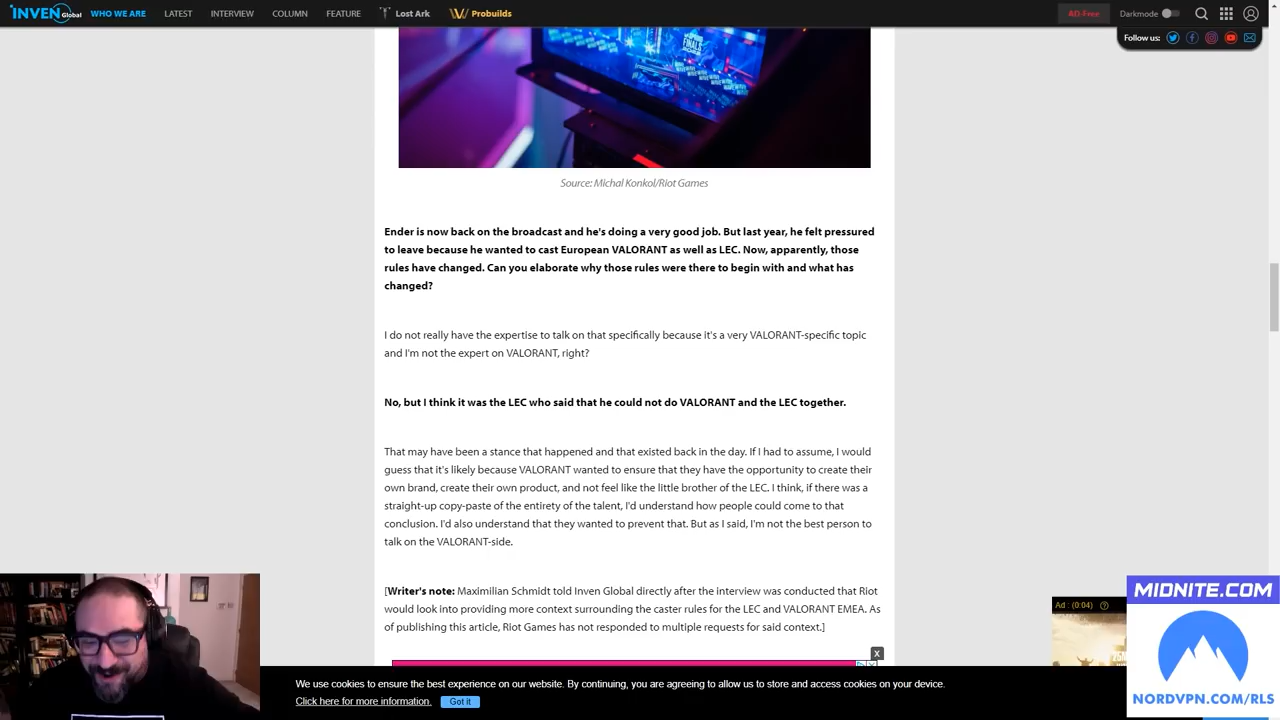 INVEN Global WHO WE ARE LATEST INTERVIEW COLUMN FEATURE Lost Ark Probuilds AD-Free Darkmode
Follow us:
Source: Michal Konkol/Riot Games
Ender is now back on the broadcast and he's doing a very good job. But last year, he felt pressured
to leave because he wanted to cast European VALORANT as well as LEC. Now, apparently, those
rules have changed. Can you elaborate why those rules were there to begin with and what has
changed?
I do not really have the expertise to talk on that specifically because it's a very VALORANT-specific topic
and I'm not the expert on VALORANT, right?
No, but I think it was the LEC who said that he could not do VALORANT and the LEC together.
That may have been a stance that happened and that existed back in the day. If I had to assume, I would
guess that it's likely because VALORANT wanted to ensure that they have the opportunity to create their
own brand, create their own product, and not feel like the little brother of the LEC. I think, if there was a
straight-up copy-paste of the entirety of the talent, I'd understand how people could come to that
conclusion. I'd also understand that they wanted to prevent that. But as I said, I'm not the best person to
talk on the VALORANT-side.
[Writer's note: Maximilian Schmidt told Inven Global directly after the interview was conducted that Riot
would look into providing more context surrounding the caster rules for the LEC and VALORANT EMEA. As
of publishing this article, Riot Games has not responded to multiple requests for said context.]
X
MIDNITE.COM
Ad : (0:04)
We use cookies to ensure the best experience on our website. By continuing, you are agreeing to allow us to store and access cookies on your device.
Click here for more information. Got it
NORDVPN.COM/RLS